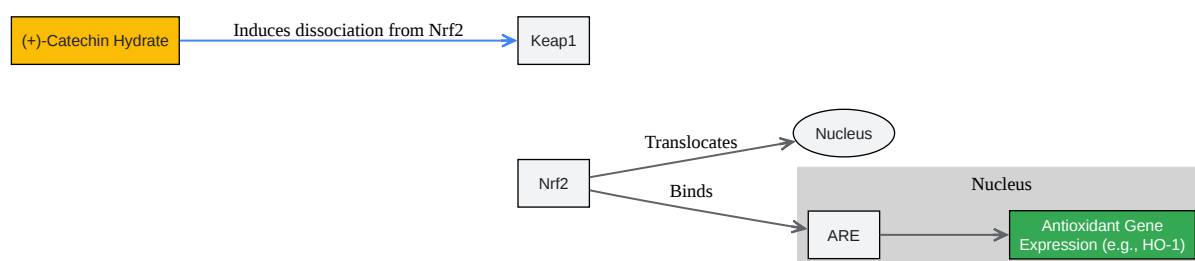 (+)-Catechin Hydrate
Induces dissociation from Nrf2
Keap1
Translocates
Nucleus
Nrf2
Binds
Nucleus
ARE
Antioxidant Gene
Expression (e.g., HO-1)